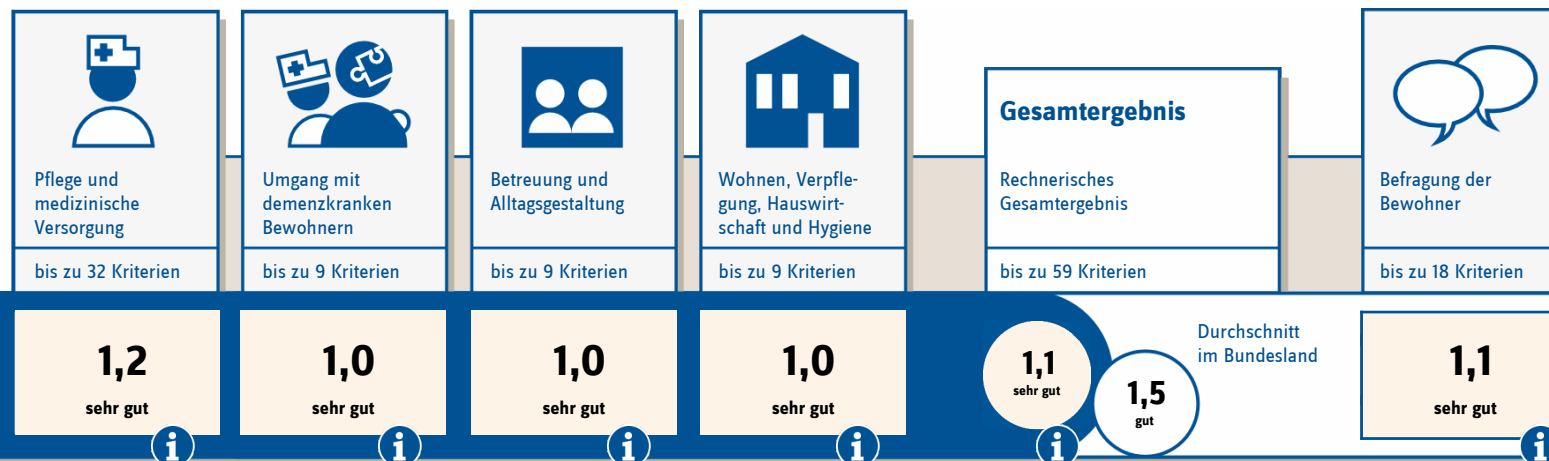 Pflege und
medizinische
Versorgung
bis zu 32 Kriterien
1,2
sehr gut
i
Umgang mit
demenzkranken
Bewohnern
bis zu 9 Kriterien
1,0
sehr gut
i
Betreuung und
Alltagsgestaltung
bis zu 9 Kriterien
1,0
sehr gut
i
Wohnen, Verpfle-
gung, Hauswirt-
schaft und Hygiene
bis zu 9 Kriterien
1,0
sehr gut
i
Gesamtergebnis
Rechnerisches
Gesamtergebnis
bis zu 59 Kriterien
1,1
sehr gut
i
1,5
gut
Durchschnitt
im Bundesland
Befragung der
Bewohner
bis zu 18 Kriterien
1,1
sehr gut
i